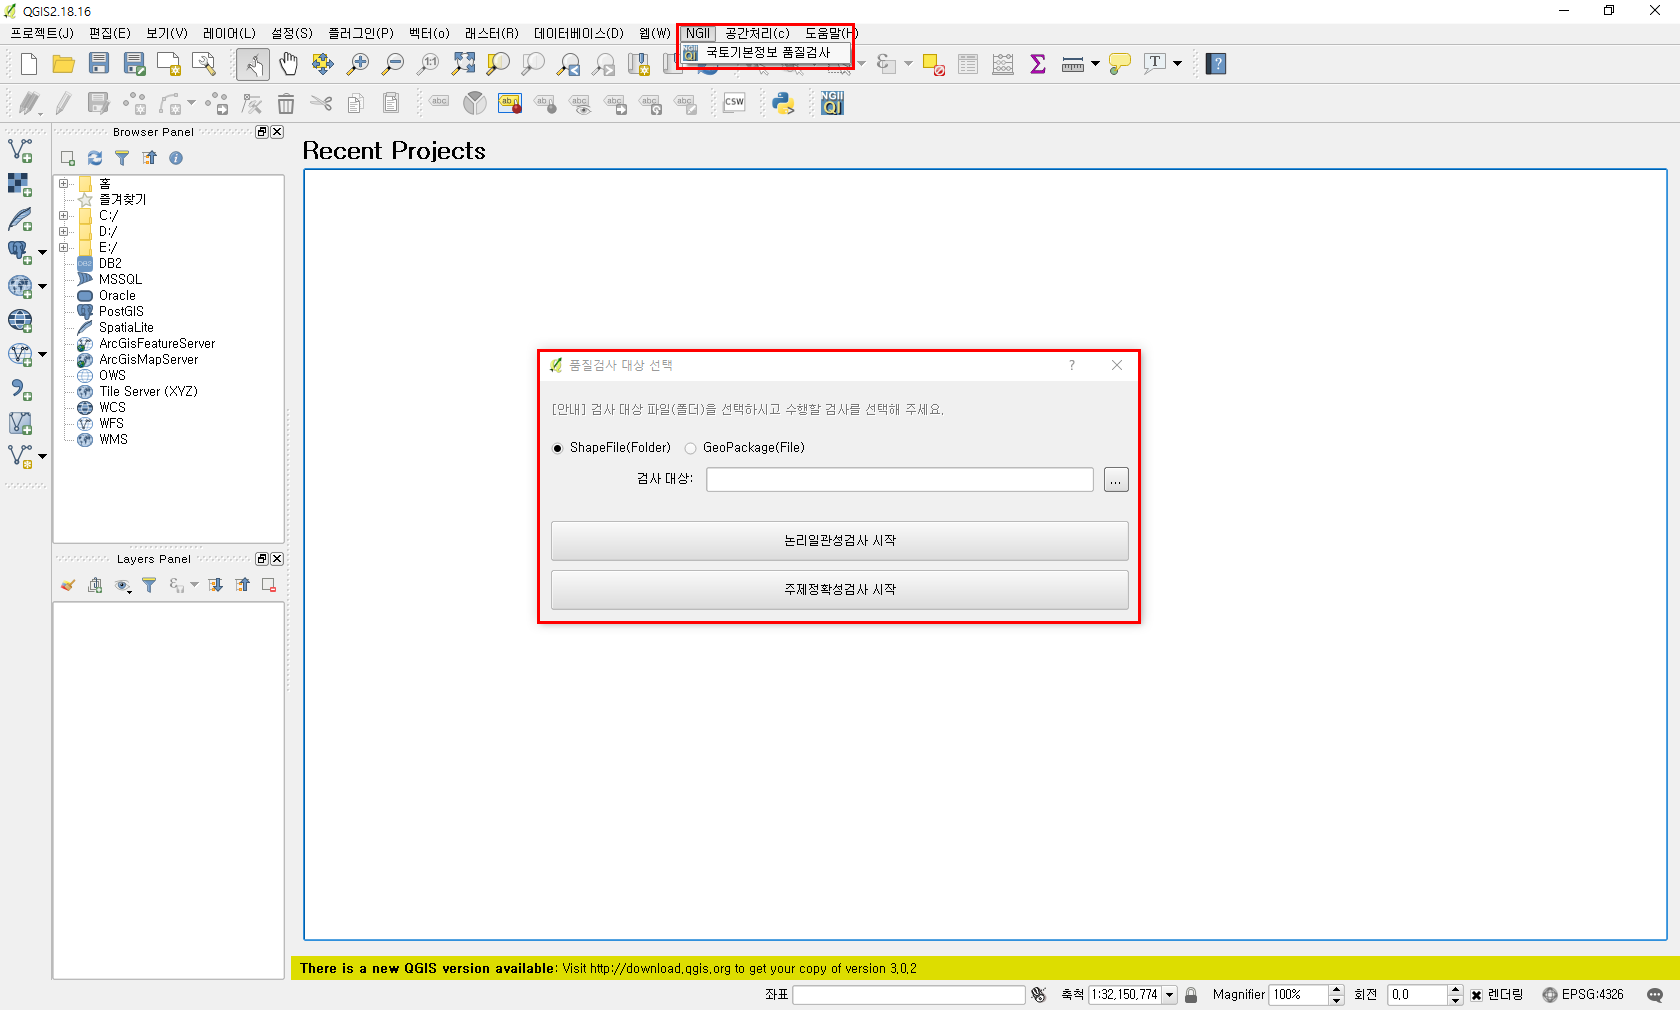 QGIS2.18.16
프로젝트(J) 편집(E) 보기(V) 레이어(L) 설정(S) 플러그인(P) 벡터(o) 래스터(R) 데이터베이스(D) 웹(W) NGII 공간처리(c) 도움말(H)
국토기본정보 품질검사
NGII
QI
Browser Panel
홈
즐겨찾기
C:/
D:/
E:/
DB2
MSSQL
Oracle
PostGIS
SpatiaLite
ArcGisFeatureServer
ArcGisMapServer
OWS
Tile Server (XYZ)
WCS
WFS
WMS
Layers Panel
Recent Projects
품질검사 대상 선택
[안내] 검사 대상 파일(폴더)을 선택하시고 수행할 검사를 선택해 주세요.
ShapeFile(Folder) GeoPackage(File)
검사 대상:
...
논리일관성검사 시작
주제정확성검사 시작
There is a new QGIS version available: Visit http://download.qgis.org to get your copy of version 3.0.2
좌표 축척 1:32,150,774 Magnifier 100% 회전 0.0 렌더링 EPSG:4326